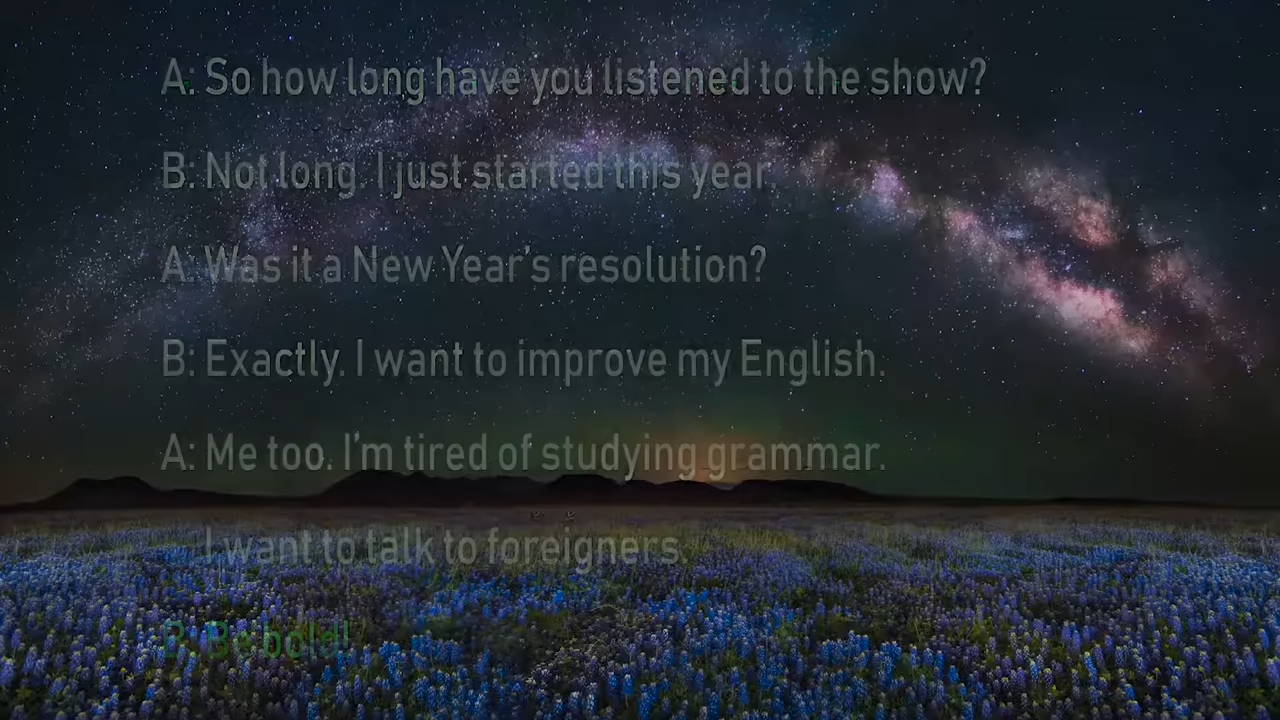 A: So how long have you listened to the show?
B: Not long. I just started this year.
A: Was it a New Year’s resolution?
B: Exactly. I want to improve my English.
A: Me too. I’m tired of studying grammar.
I want to talk to foreigners.
B: Be bold!